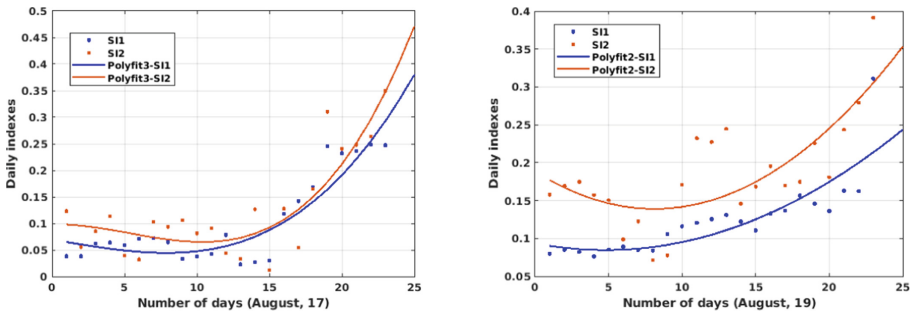 0.5
0.45
0.4
0.35
0.3
0.25
0.2
0.15
0.1
0.05
0
Daily indexes
SI1
SI2
Polyfit3-SI1
Polyfit3-SI2
0 5 10 15 20 25
Number of days (August, 17)
0.4
0.35
0.3
0.25
0.2
0.15
0.1
0.05
Daily indexes
SI1
SI2
Polyfit2-SI1
Polyfit2-SI2
0 5 10 15 20 25
Number of days (August, 19)